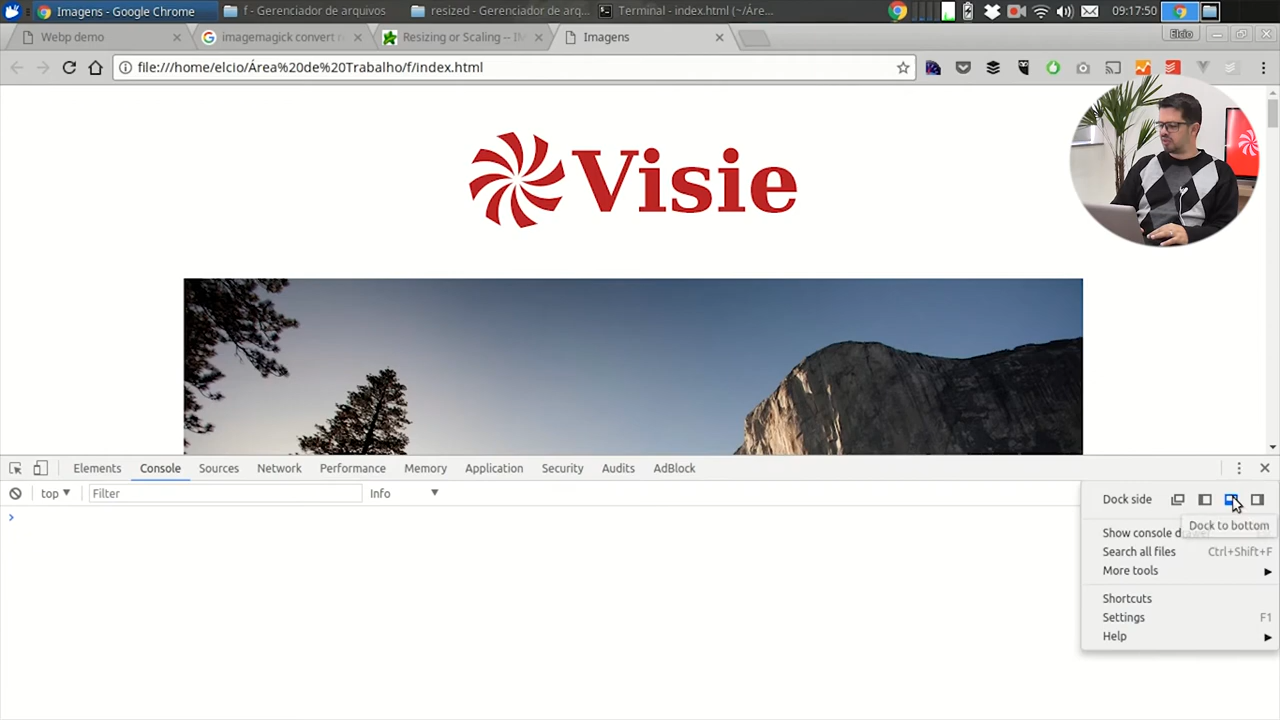 Imagens - Google Chrome
f - Gerenciador de arquivos
resized - Gerenciador de arq...
Terminal - index.html (~/Áre...
09:17:50
Webp demo
imagemagick convert r
Resizing or Scaling -- IM
Imagens
Elcio
file:///home/elcio/Área%20de%20Trabalho/f/index.html
Visie
Elements
Console
Sources
Network
Performance
Memory
Application
Security
Audits
AdBlock
top
Filter
Info
Dock side
Dock to bottom
Show console
Search all files Ctrl+Shift+F
More tools
Shortcuts
Settings F1
Help